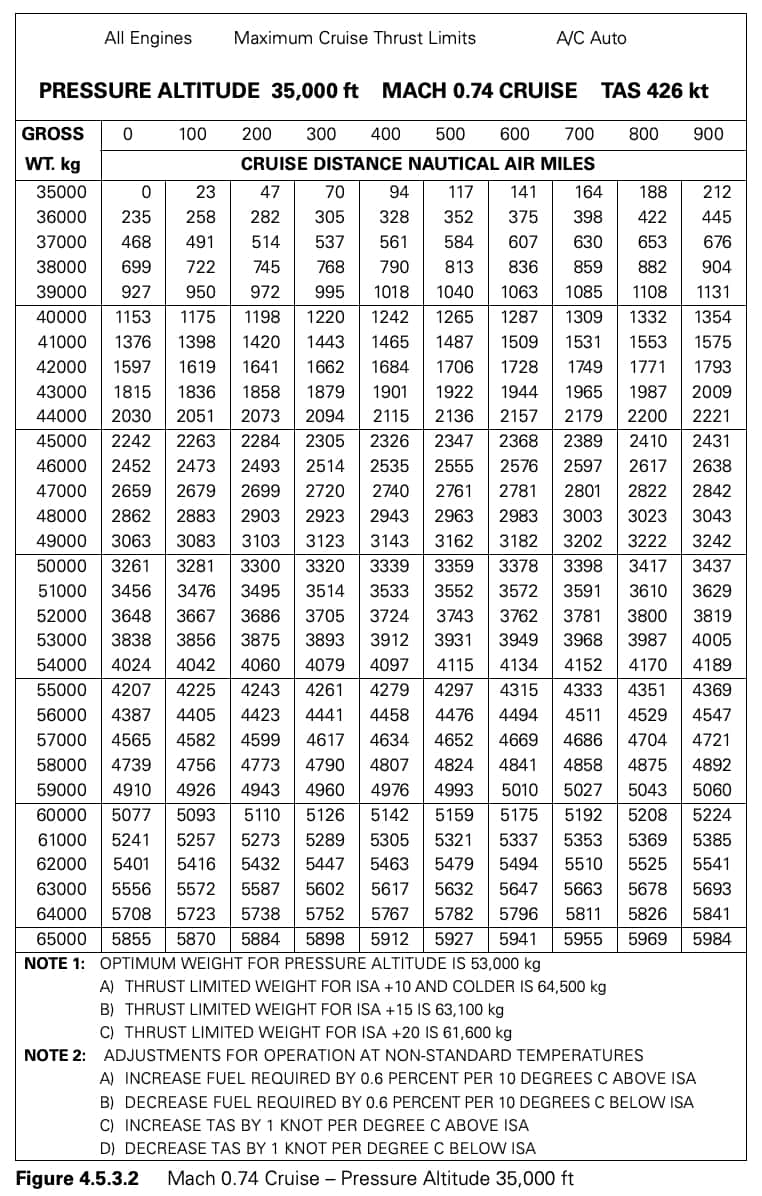 All Engines Maximum Cruise Thrust Limits A/C Auto
PRESSURE ALTITUDE 35,000 ft MACH 0.74 CRUISE TAS 426 kt
GROSS 0 100 200 300 400 500 600 700 800 900
WT. kg CRUISE DISTANCE NAUTICAL AIR MILES
35000 0 23 47 70 94 117 141 164 188 212
36000 235 258 282 305 328 352 375 398 422 445
37000 468 491 514 537 561 584 607 630 653 676
38000 699 722 745 768 790 813 836 859 882 904
39000 927 950 972 995 1018 1040 1063 1085 1108 1131
40000 1153 1175 1198 1220 1242 1265 1287 1309 1332 1354
41000 1376 1398 1420 1443 1465 1487 1509 1531 1553 1575
42000 1597 1619 1641 1662 1684 1706 1728 1749 1771 1793
43000 1815 1836 1858 1879 1901 1922 1944 1965 1987 2009
44000 2030 2051 2073 2094 2115 2136 2157 2179 2200 2221
45000 2242 2263 2284 2305 2326 2347 2368 2389 2410 2431
46000 2452 2473 2493 2514 2535 2555 2576 2597 2617 2638
47000 2659 2679 2699 2720 2740 2761 2781 2801 2822 2842
48000 2862 2883 2903 2923 2943 2963 2983 3003 3023 3043
49000 3063 3083 3103 3123 3143 3162 3182 3202 3222 3242
50000 3261 3281 3300 3320 3339 3359 3378 3398 3417 3437
51000 3456 3476 3495 3514 3533 3552 3572 3591 3610 3629
52000 3648 3667 3686 3705 3724 3743 3762 3781 3800 3819
53000 3838 3856 3875 3893 3912 3931 3949 3968 3987 4005
54000 4024 4042 4060 4079 4097 4115 4134 4152 4170 4189
55000 4207 4225 4243 4261 4279 4297 4315 4333 4351 4369
56000 4387 4405 4423 4441 4458 4476 4494 4511 4529 4547
57000 4565 4582 4599 4617 4634 4652 4669 4686 4704 4721
58000 4739 4756 4773 4790 4807 4824 4841 4858 4875 4892
59000 4910 4926 4943 4960 4976 4993 5010 5027 5043 5060
60000 5077 5093 5110 5126 5142 5159 5175 5192 5208 5224
61000 5241 5257 5273 5289 5305 5321 5337 5353 5369 5385
62000 5401 5416 5432 5447 5463 5479 5494 5510 5525 5541
63000 5556 5572 5587 5602 5617 5632 5647 5663 5678 5693
64000 5708 5723 5738 5752 5767 5782 5796 5811 5826 5841
65000 5855 5870 5884 5898 5912 5927 5941 5955 5969 5984
NOTE 1: OPTIMUM WEIGHT FOR PRESSURE ALTITUDE IS 53,000 kg
A) THRUST LIMITED WEIGHT FOR ISA +10 AND COLDER IS 64,500 kg
B) THRUST LIMITED WEIGHT FOR ISA +15 IS 63,100 kg
C) THRUST LIMITED WEIGHT FOR ISA +20 IS 61,600 kg
NOTE 2: ADJUSTMENTS FOR OPERATION AT NON-STANDARD TEMPERATURES
A) INCREASE FUEL REQUIRED BY 0.6 PERCENT PER 10 DEGREES C ABOVE ISA
B) DECREASE FUEL REQUIRED BY 0.6 PERCENT PER 10 DEGREES C BELOW ISA
C) INCREASE TAS BY 1 KNOT PER DEGREE C ABOVE ISA
D) DECREASE TAS BY 1 KNOT PER DEGREE C BELOW ISA
Figure 4.5.3.2 Mach 0.74 Cruise – Pressure Altitude 35,000 ft